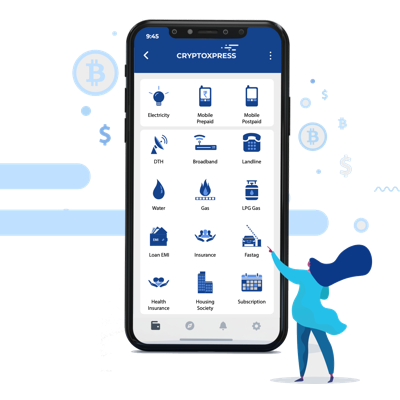 9:45
CRYPTOXPRESS
Electricity
Mobile
Prepaid
Mobile
Postpaid
DTH
Broadband
Landline
Water
Gas
LPG Gas
Loan EMI
Insurance
Fastag
Health
Insurance
Housing
Society
Subscription